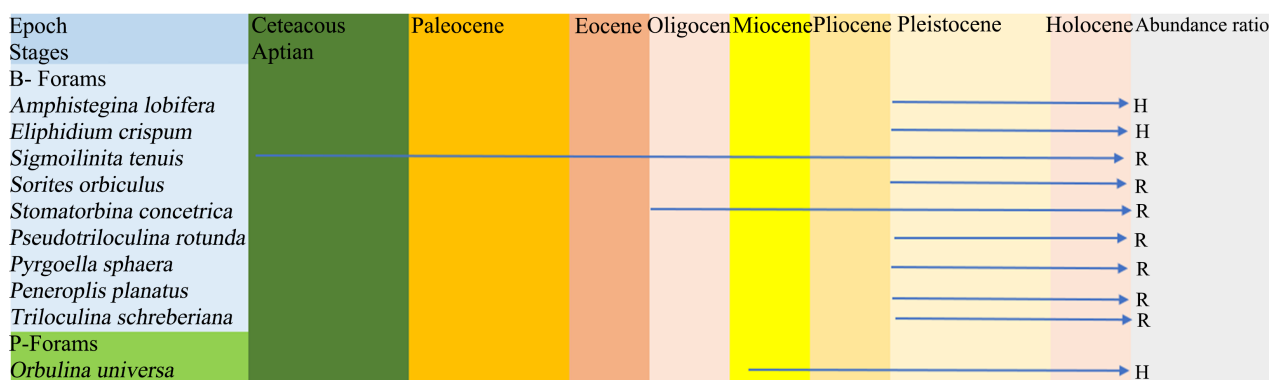 Epoch Ceteacous Paleocene Eocene Oligocen Miocene Pliocene Pleistocene Holocene Abundance ratio
Stages Aptian
B- Forams
Amphistegina lobifera H
Eliphidium crispum H
Sigmoilinita tenuis R
Sorites orbiculus R
Stomatorbina concetrica R
Pseudotriloculina rotunda R
Pyrgoella sphaera R
Peneroplis planatus R
Triloculina schreberiana R
P-Forams
Orbulina universa H